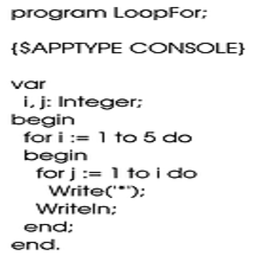 program LoopFor;
{$APPTYPE CONSOLE}
var
i, j: Integer;
begin
for i := 1 to 5 do
begin
for j := 1 to i do
Write('*');
Writeln;
end;
end.